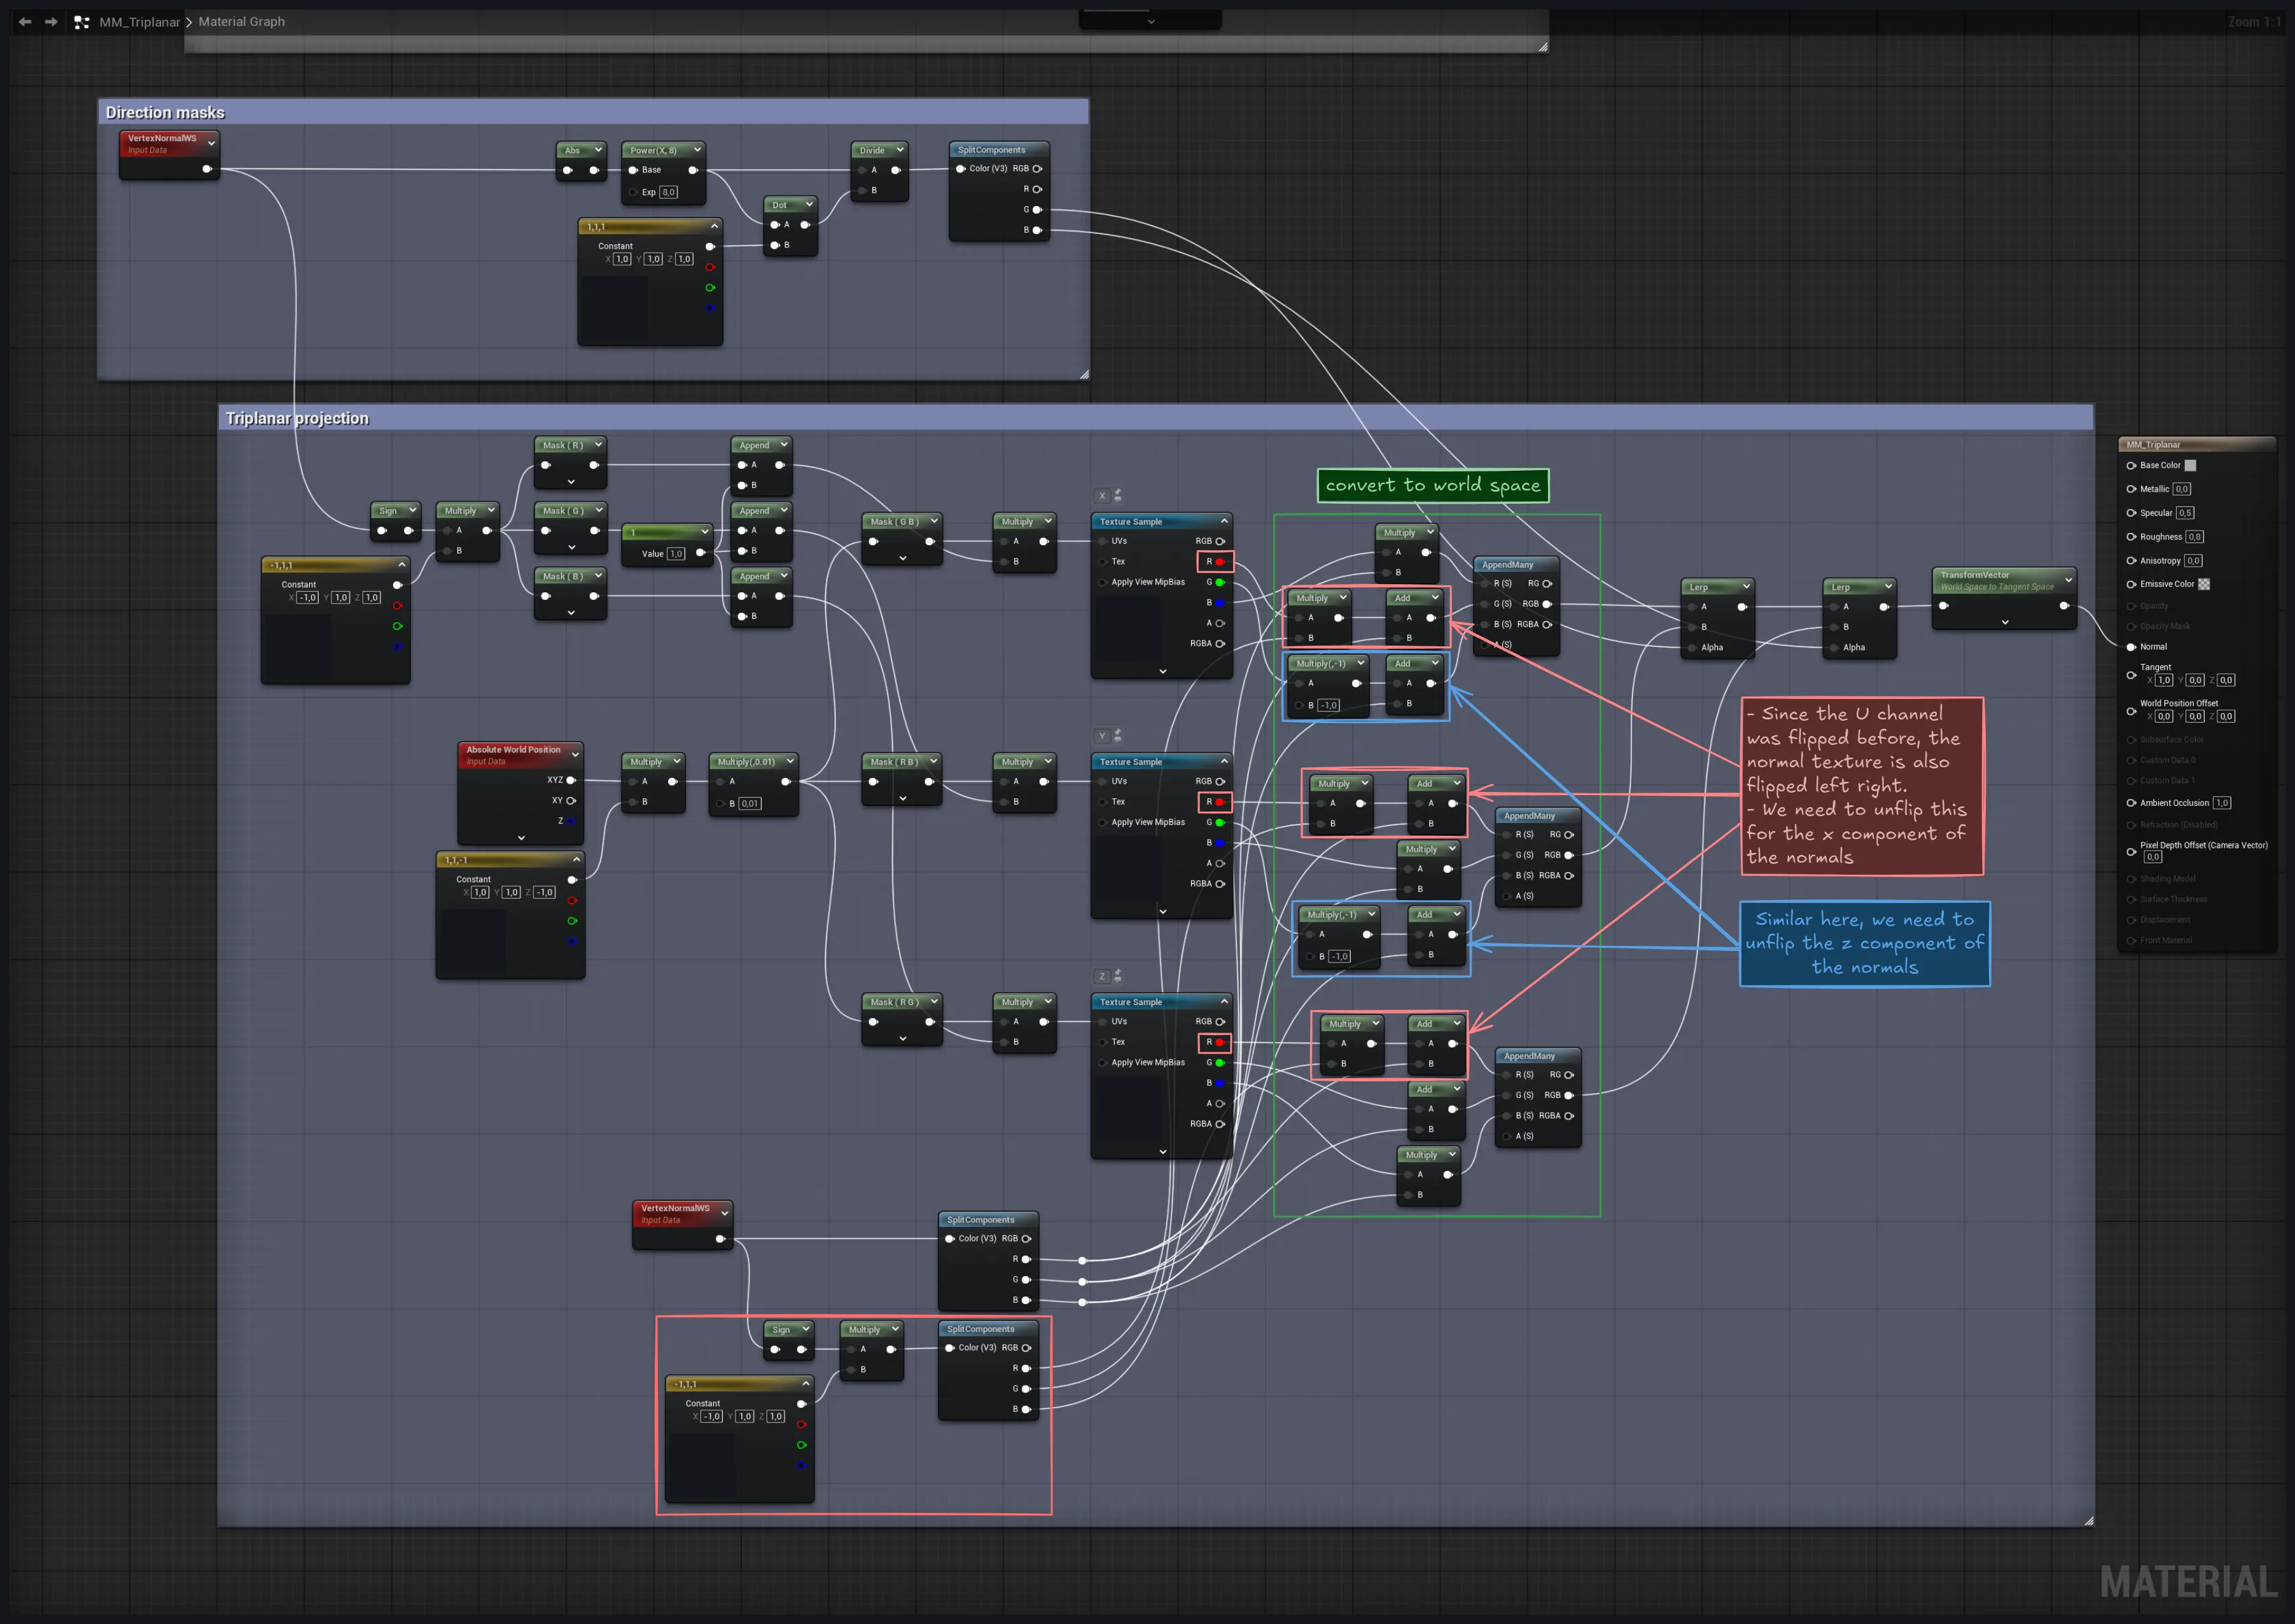 MM_Triplanar > Material Graph
Zoom 1:1
Direction masks
VertexNormalWS
Input Data
Abs
Power(X, 8)
Base
Exp 8,0
Divide
A
B
SplitComponents
Color (V3) RGB
R
G
B
Dot
A
B
1,1,1
Constant
X 1,0 Y 1,0 Z 1,0
Triplanar projection
Mask ( R )
Append
A
B
Sign
Multiply
A
B
Mask ( G )
1
Value 1,0
Append
A
B
Mask ( B )
Append
A
B
-1,1,1
Constant
X -1,0 Y 1,0 Z 1,0
Mask ( G B )
Multiply
A
B
X
Texture Sample
UVs RGB
Tex R
Apply View MipBias G
B
A
RGBA
convert to world space
Multiply
A
B
Multiply
A
B
Add
A
B
Multiply(,-1)
A
B -1,0
Add
A
B
AppendMany
R (S) RG
G (S) RGB
B (S) RGBA
A (S)
Lerp
A
B
Alpha
Lerp
A
B
Alpha
TransformVector
World Space to Tangent Space
MM_Triplanar
Base Color
Metallic 0,0
Specular 0,5
Roughness 0,8
Anisotropy 0,0
Emissive Color
Opacity
Opacity Mask
Normal
Tangent
X 1,0 Y 0,0 Z 0,0
World Position Offset
X 0,0 Y 0,0 Z 0,0
Subsurface Color
Custom Data 0
Custom Data 1
Ambient Occlusion 1,0
Refraction (Disabled)
Pixel Depth Offset (Camera Vector)
0,0
Shading Model
Surface Thickness
Displacement
Front Material
Absolute World Position
Input Data
XYZ
XY
Z
Multiply
A
B
Multiply(,0.01)
A
B 0,01
1,1,-1
Constant
X 1,0 Y 1,0 Z -1,0
Mask ( R B )
Multiply
A
B
Y
Texture Sample
UVs RGB
Tex R
Apply View MipBias G
B
A
RGBA
Multiply
A
B
Add
A
B
Multiply
A
B
Multiply(,-1)
A
B -1,0
Add
A
B
AppendMany
R (S) RG
G (S) RGB
B (S) RGBA
A (S)
- Since the U channel
was flipped before, the
normal texture is also
flipped left right.
- We need to unflip this
for the x component of
the normals
Similar here, we need to
unflip the z component of
the normals
Mask ( R G )
Multiply
A
B
Z
Texture Sample
UVs RGB
Tex R
Apply View MipBias G
B
A
RGBA
Multiply
A
B
Add
A
B
Add
A
B
Multiply
A
B
AppendMany
R (S) RG
G (S) RGB
B (S) RGBA
A (S)
VertexNormalWS
Input Data
SplitComponents
Color (V3) RGB
R
G
B
Sign
Multiply
A
B
SplitComponents
Color (V3) RGB
R
G
B
-1,1,1
Constant
X -1,0 Y 1,0 Z 1,0
MATERIAL